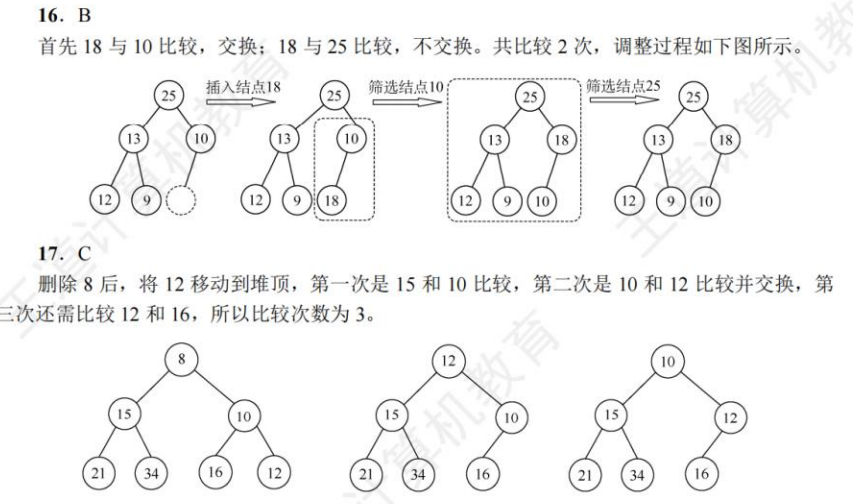 16．B
首先 18 与 10 比较，交换；18 与 25 比较，不交换。共比较 2 次，调整过程如下图所示。
插入结点18 筛选结点10 筛选结点25
25 25 25 25
13 10 13 10 13 18 13 18
12 9 12 9 18 12 9 10 12 9 10
17．C
删除 8 后，将 12 移动到堆顶，第一次是 15 和 10 比较，第二次是 10 和 12 比较并交换，第
三次还需比较 12 和 16，所以比较次数为 3。
8 12 10
15 10 15 10 15 12
21 34 16 12 21 34 16 21 34 16
王道计算机教育